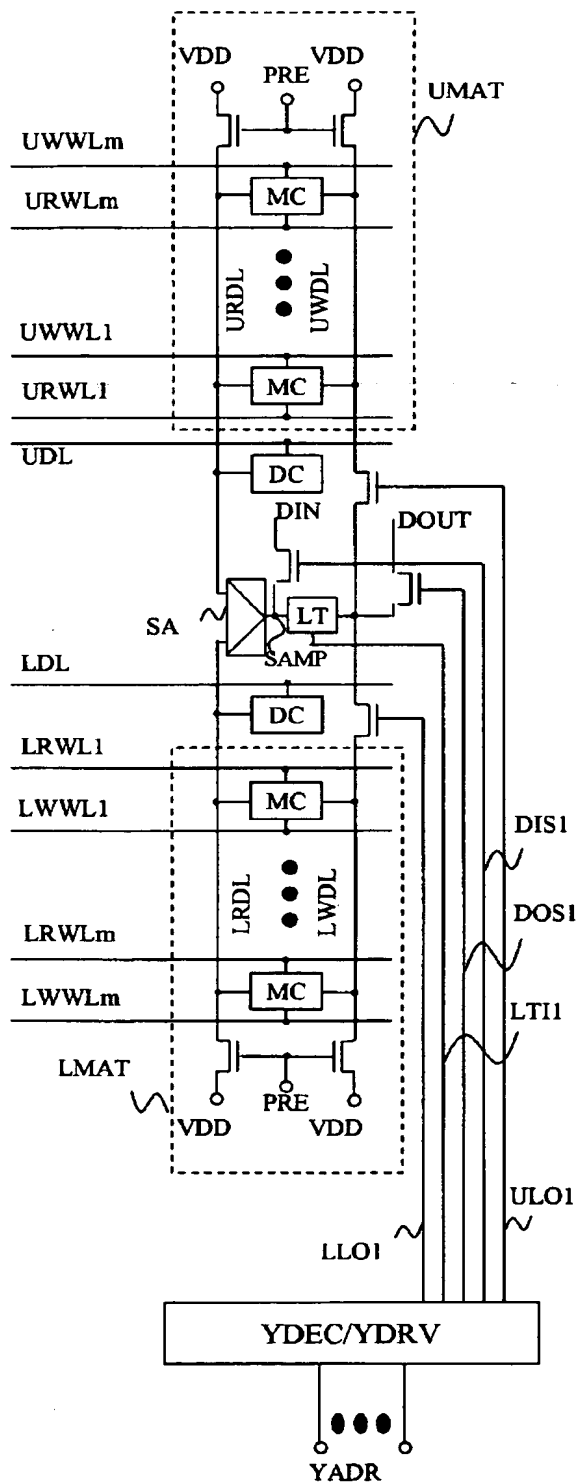 VDD VDD
PRE
UMAT
UWWLm
URWLm
MC
URDL
UWDL
UWWL1
URWL1
MC
UDL
DC
DIN
DOUT
SA
LT
SAMP
LDL
DC
LRWL1
LWWL1
MC
DIS1
LRDL
LWDL
DOS1
LRWLm
LWWLm
MC
LTI1
LMAT
PRE
VDD VDD
ULO1
LLO1
YDEC/YDRV
YADR